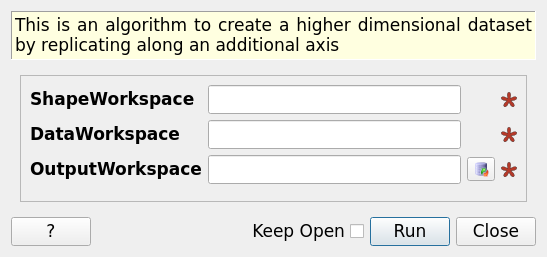 This is an algorithm to create a higher dimensional dataset
by replicating along an additional axis
ShapeWorkspace
DataWorkspace
OutputWorkspace
? Keep Open Run Close